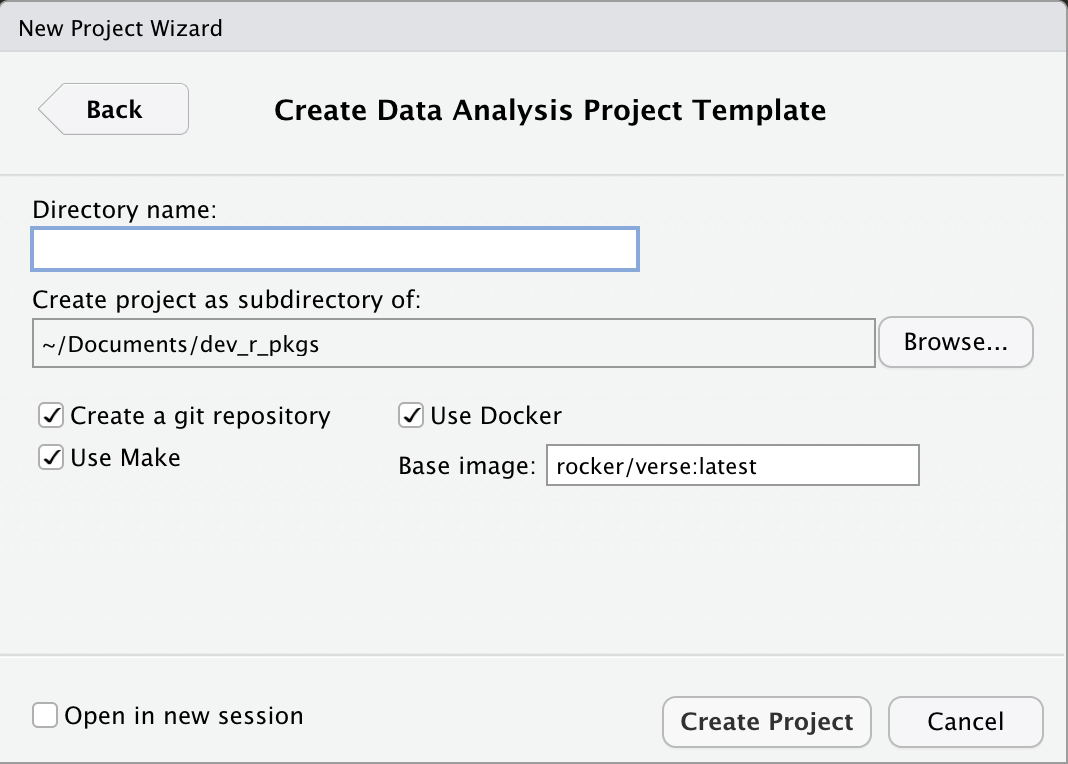 New Project Wizard
Back
Create Data Analysis Project Template
Directory name:
Create project as subdirectory of:
~/Documents/dev_r_pkgs
Browse...
Create a git repository
Use Docker
Use Make
Base image:
rocker/verse:latest
Open in new session
Create Project
Cancel